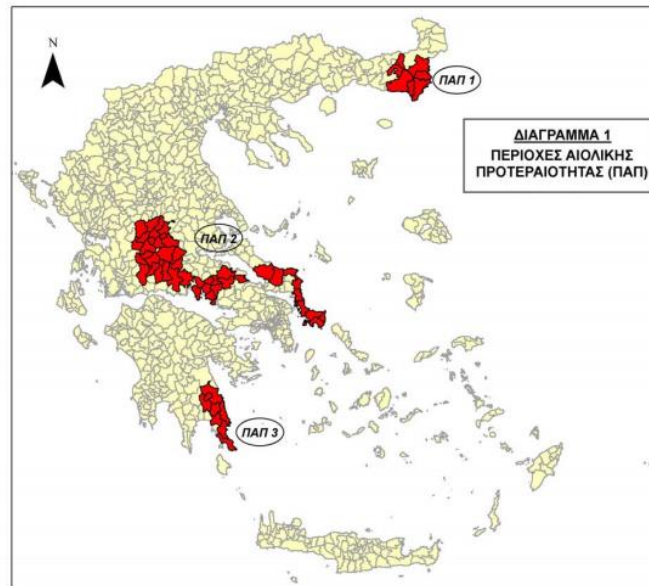 N
ΠΑΠ 1
ΔΙΑΓΡΑΜΜΑ 1
ΠΕΡΙΟΧΕΣ ΑΙΟΛΙΚΗΣ
ΠΡΟΤΕΡΑΙΟΤΗΤΑΣ (ΠΑΠ)
ΠΑΠ 2
ΠΑΠ 3